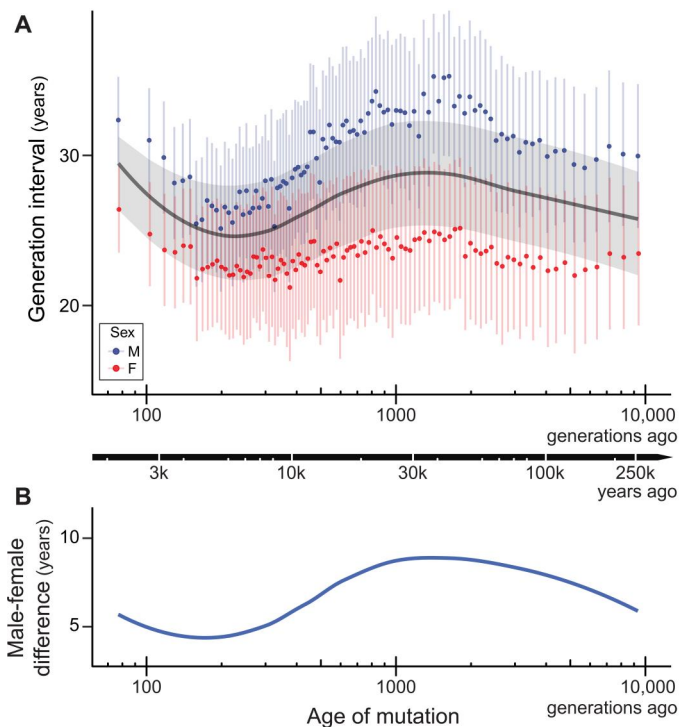 A
Generation interval (years)
30
20
Sex
M
F
100
1000
10,000
generations ago
3k
10k
30k
100k
250k
years ago
B
Male-female
difference (years)
10
5
100
1000
10,000
generations ago
Age of mutation